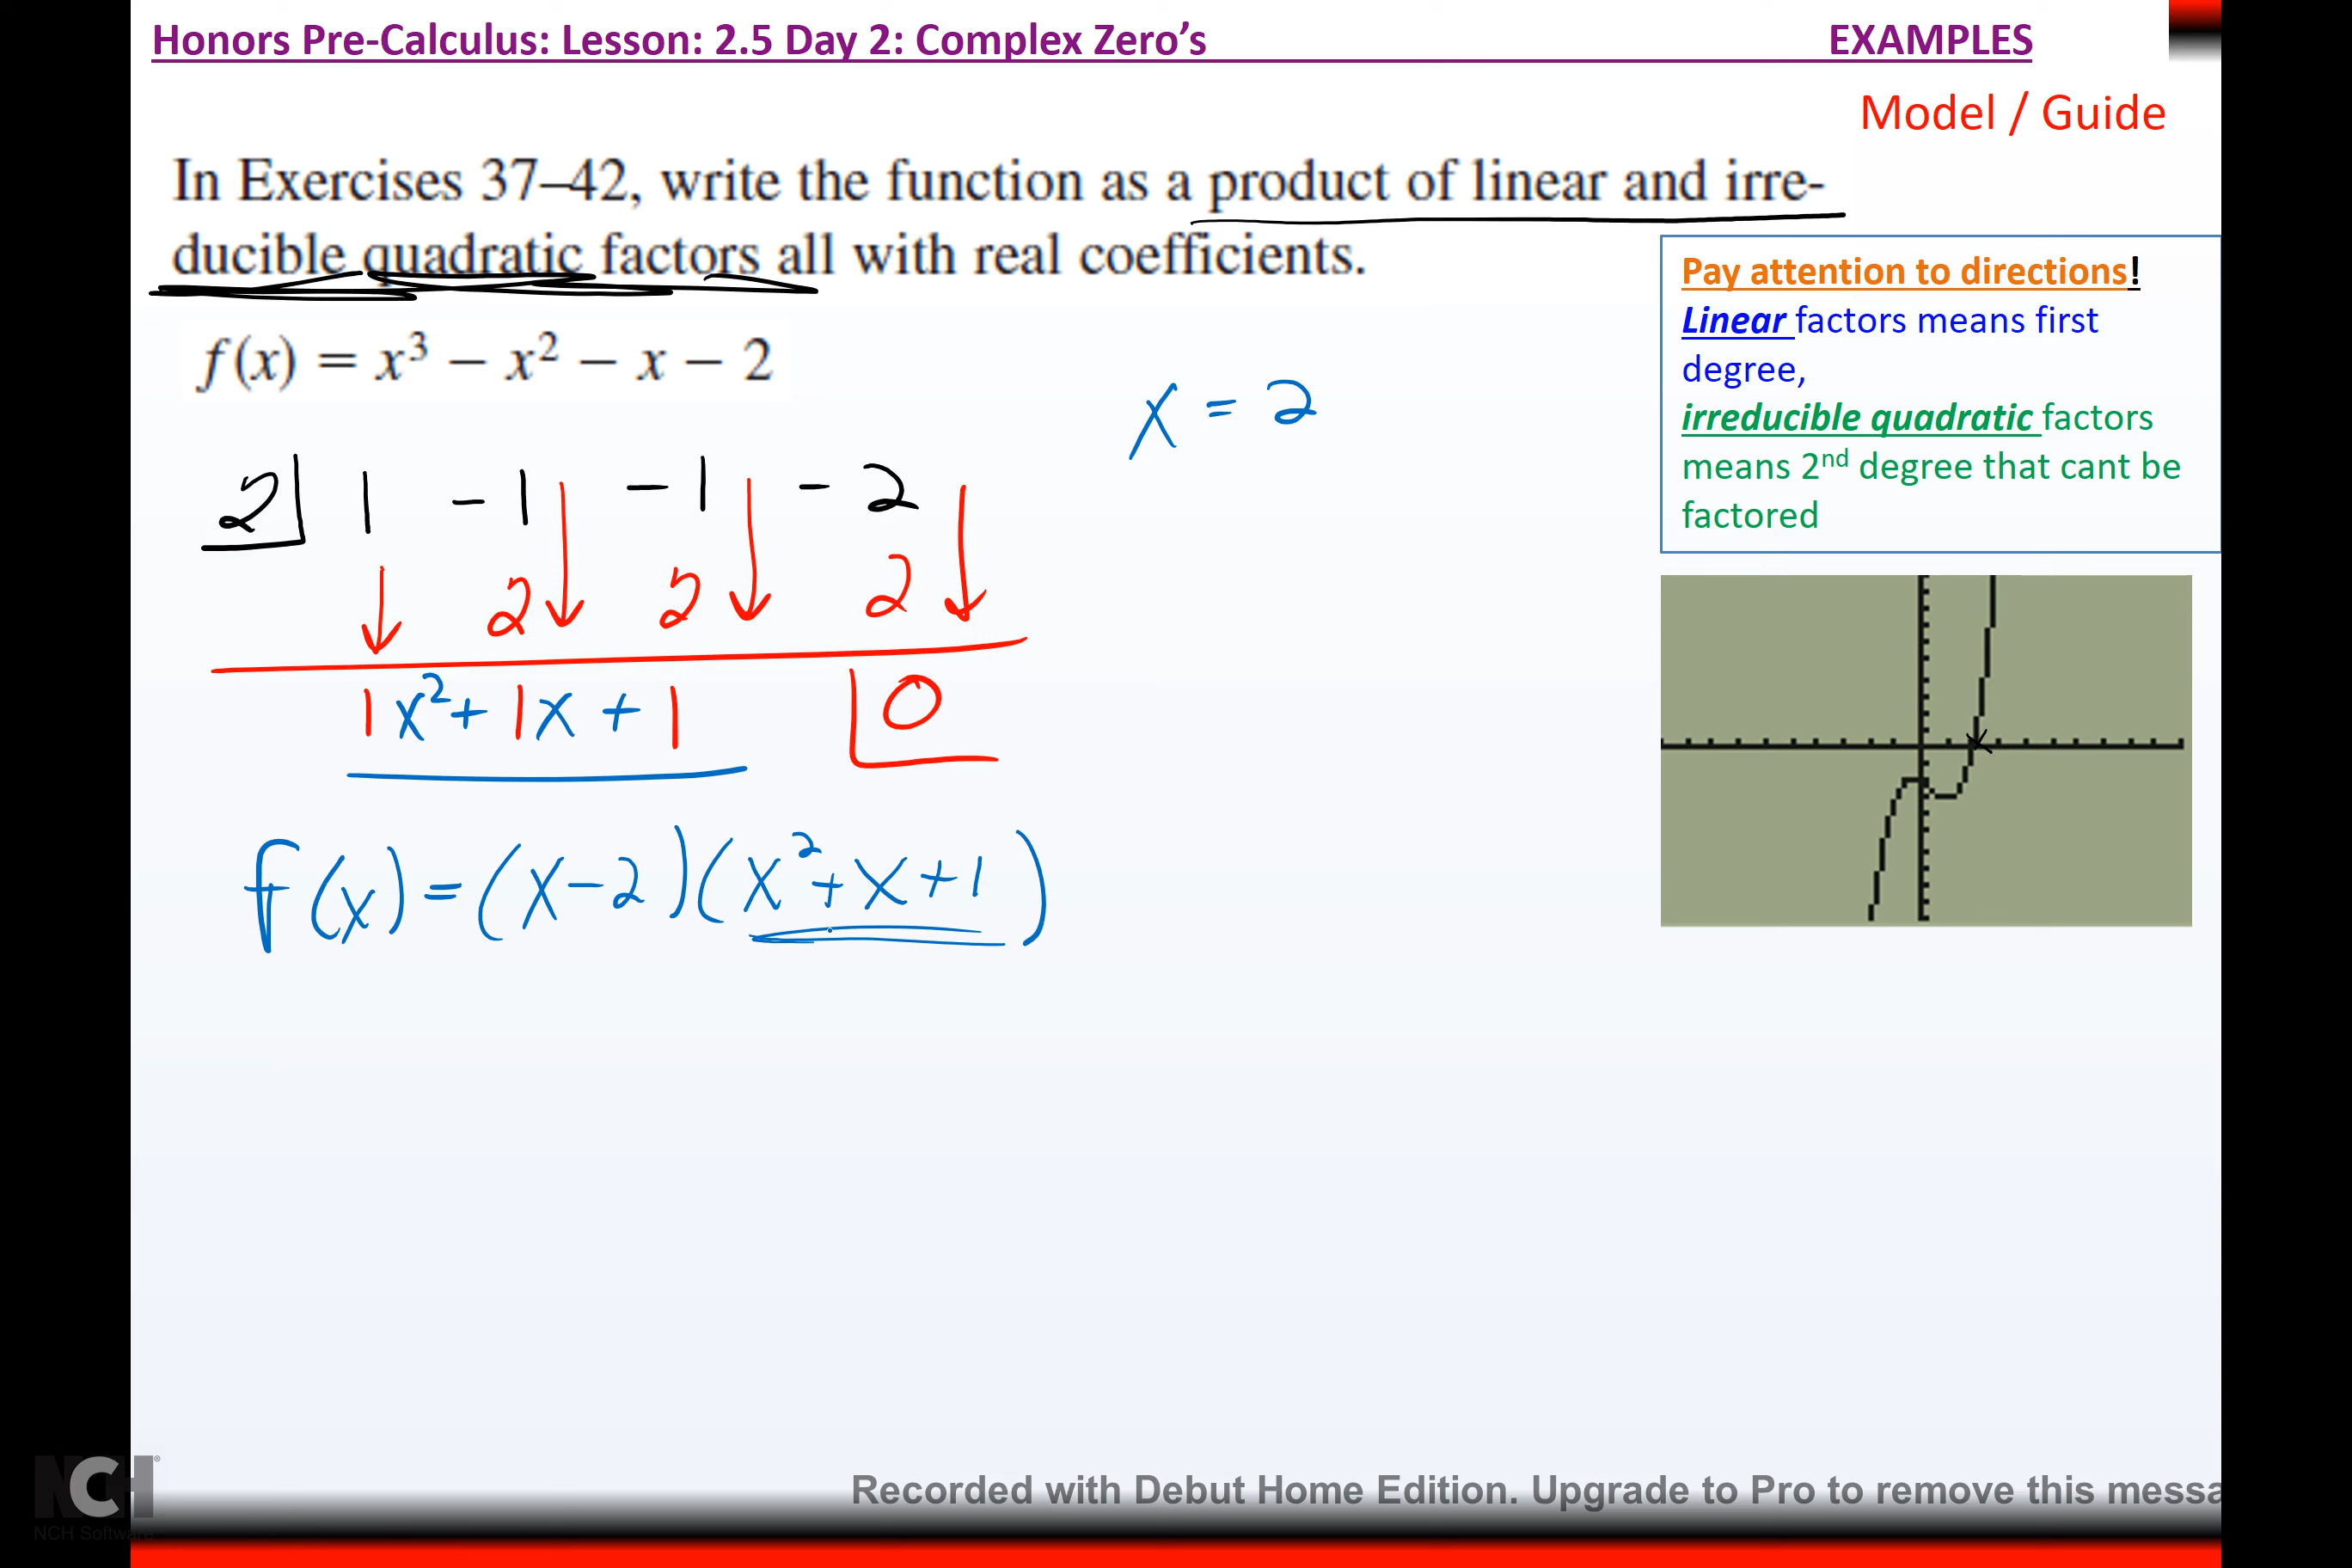 Honors Pre-Calculus: Lesson: 2.5 Day 2: Complex Zero's EXAMPLES
Model / Guide
In Exercises 37–42, write the function as a product of linear and irre-
ducible quadratic factors all with real coefficients.
f(x) = x³ − x² − x − 2
Pay attention to directions!
Linear factors means first
degree,
irreducible quadratic factors
means 2nd degree that cant be
factored
x = 2
2 1 -1 -1 -2
2 2 2
1x² + 1x + 1 0
f(x) = (x-2)(x²+x+1)
NCH®
NCH Software
Recorded with Debut Home Edition. Upgrade to Pro to remove this messa